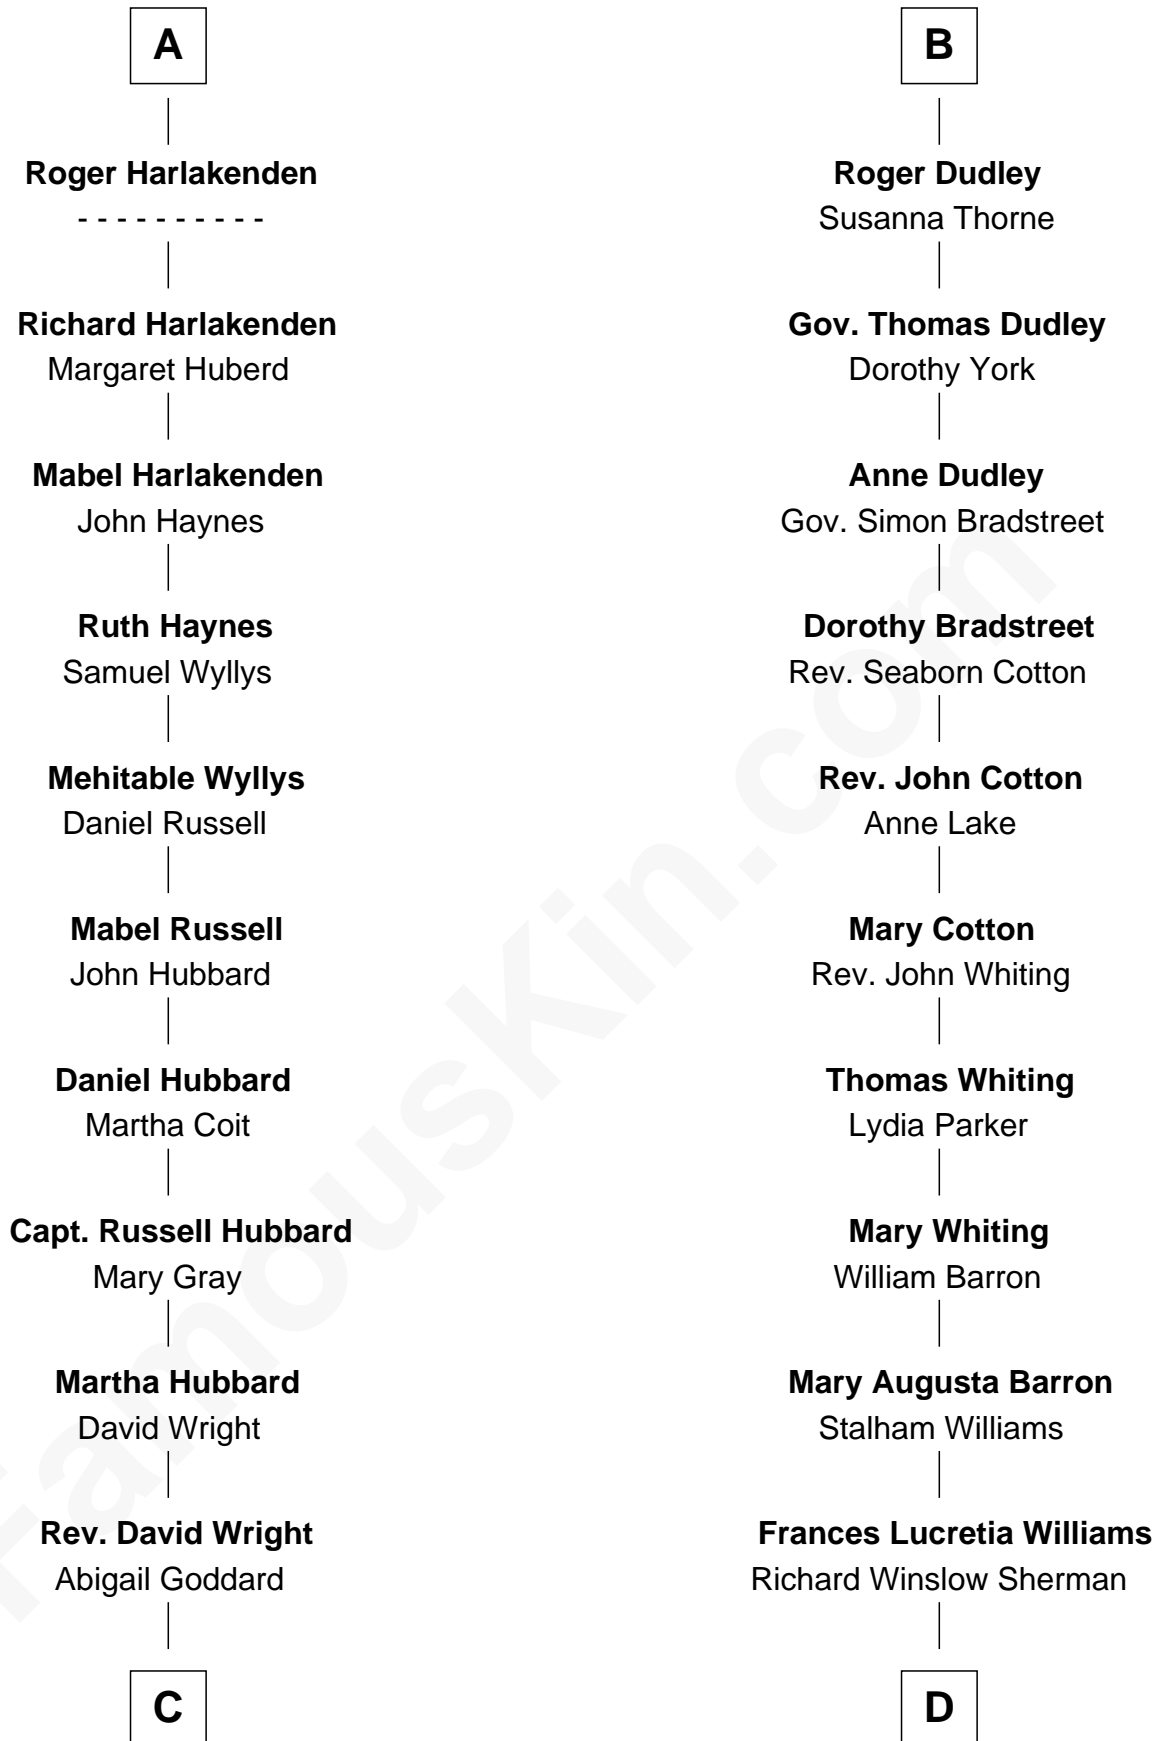 A
Roger Harlakenden
- - - - - - - - - -
Richard Harlakenden
Margaret Huberd
Mabel Harlakenden
John Haynes
Ruth Haynes
Samuel Wyllys
Mehitable Wyllys
Daniel Russell
Mabel Russell
John Hubbard
Daniel Hubbard
Martha Coit
Capt. Russell Hubbard
Mary Gray
Martha Hubbard
David Wright
Rev. David Wright
Abigail Goddard
C
B
Roger Dudley
Susanna Thorne
Gov. Thomas Dudley
Dorothy York
Anne Dudley
Gov. Simon Bradstreet
Dorothy Bradstreet
Rev. Seaborn Cotton
Rev. John Cotton
Anne Lake
Mary Cotton
Rev. John Whiting
Thomas Whiting
Lydia Parker
Mary Whiting
William Barron
Mary Augusta Barron
Stalham Williams
Frances Lucretia Williams
Richard Winslow Sherman
D
FamousKin.com